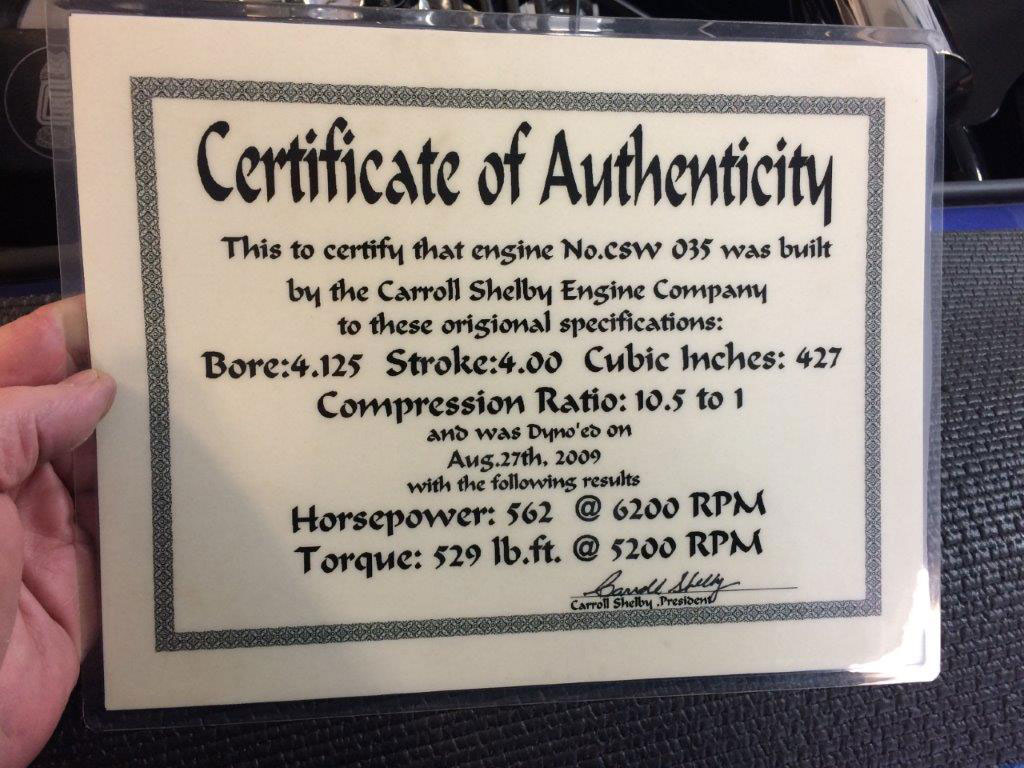 Certificate of Authenticity
This to certify that engine No.CSW 035 was built
by the Carroll Shelby Engine Company
to these origional specifications:
Bore:4.125 Stroke:4.00 Cubic Inches: 427
Compression Ratio: 10.5 to 1
and was Dyno'ed on
Aug.27th, 2009
with the following results
Horsepower: 562 @ 6200 RPM
Torque: 529 lb.ft. @ 5200 RPM
Carroll Shelby
Carroll Shelby .President